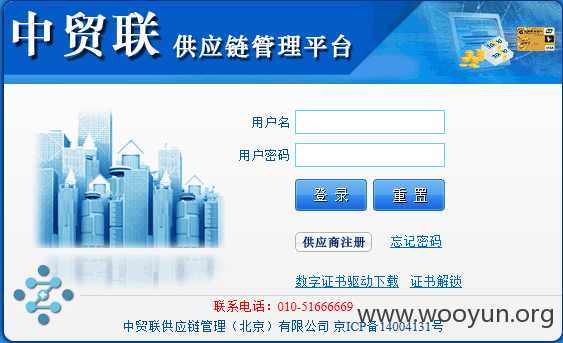 中贸联 供应链管理平台
用户名
用户密码
登 录 重 置
供应商注册 忘记密码
数字证书驱动下载 证书解锁
联系电话：010-51666669
www.wooyun.org
中贸联供应链管理（北京）有限公司 京ICP备14004131号